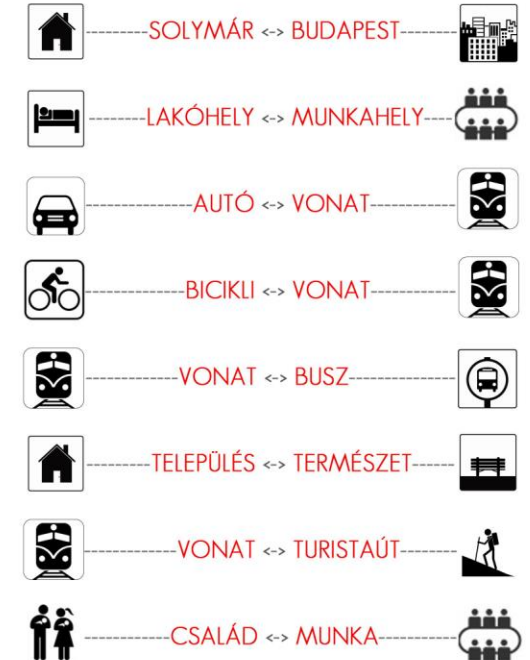 SOLYMÁR <-> BUDAPEST
LAKÓHELY <-> MUNKAHELY
AUTÓ <-> VONAT
BICIKLI <-> VONAT
VONAT <-> BUSZ
TELEPÜLÉS <-> TERMÉSZET
VONAT <-> TURISTAÚT
CSALÁD <-> MUNKA